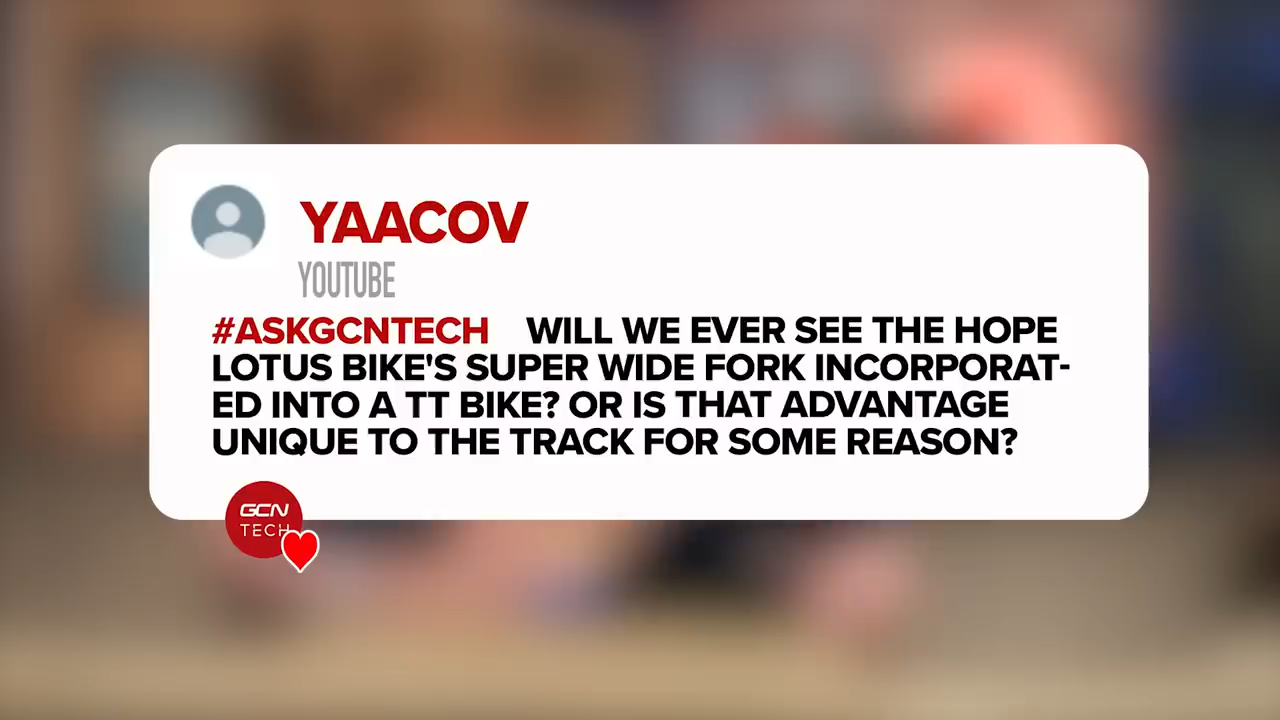 YAACOV
YOUTUBE
#ASKGCNTECH WILL WE EVER SEE THE HOPE
LOTUS BIKE'S SUPER WIDE FORK INCORPORAT-
ED INTO A TT BIKE? OR IS THAT ADVANTAGE
UNIQUE TO THE TRACK FOR SOME REASON?
GCN
TECH